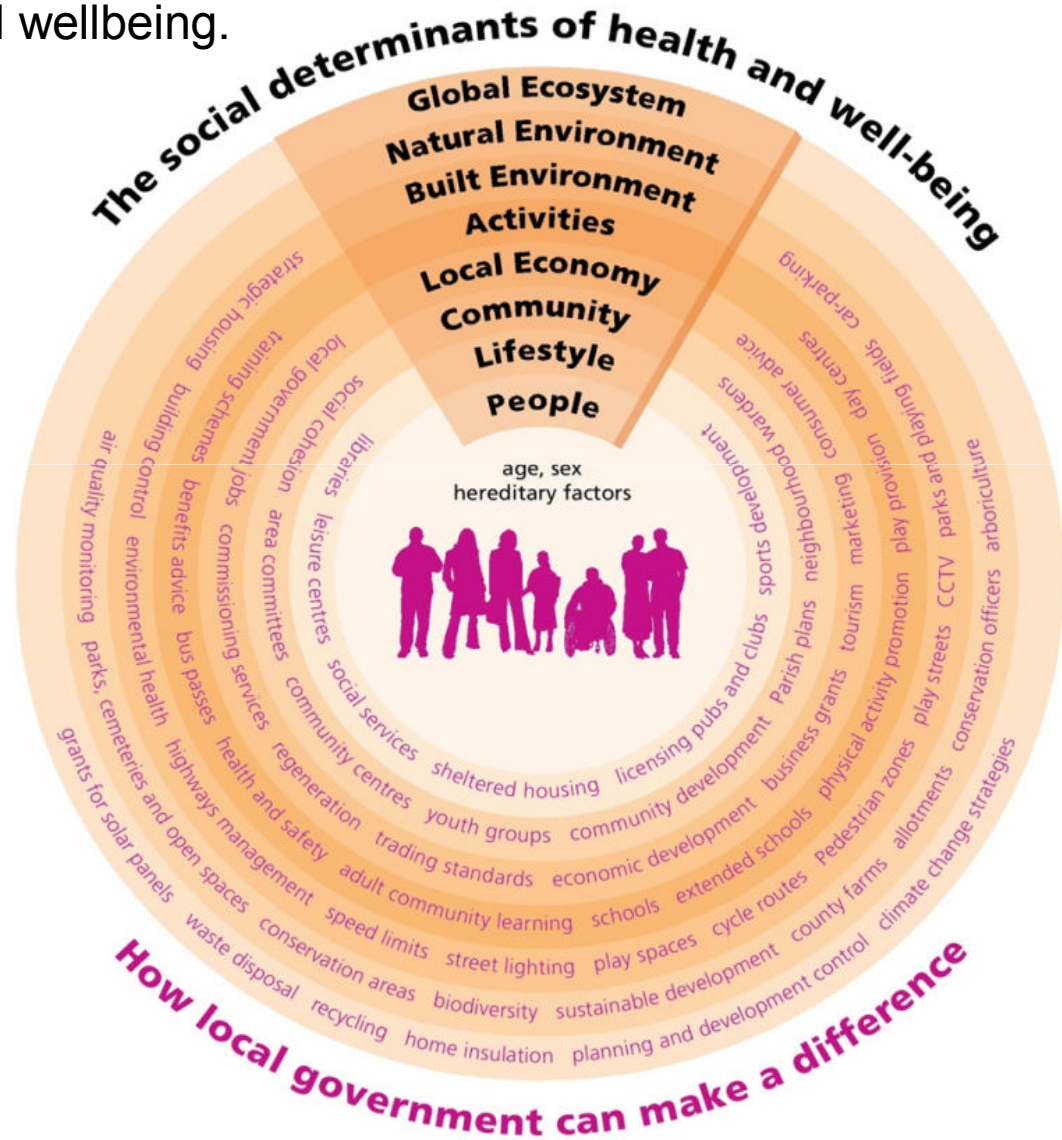 l wellbeing.
The social determinants of health and well-being
Global Ecosystem
Natural Environment
Built Environment
Activities
Local Economy
Community
Lifestyle
People
age, sex
hereditary factors
libraries leisure centres social services sheltered housing licensing pubs and clubs sports development
social cohesion area committees community centres youth groups community development Parish plans neighbourhood wardens
local government jobs commissioning services regeneration trading standards economic development business grants tourism marketing consumer advice
training schemes benefits advice bus passes health and safety adult community learning schools extended schools physical activity promotion play provision day centres
strategic housing building control environmental health highways management speed limits street lighting play spaces cycle routes Pedestrian zones play streets CCTV parks and playing fields car-parking
air quality monitoring parks, cemeteries and open spaces conservation areas biodiversity sustainable development county farms allotments conservation officers arboriculture
grants for solar panels waste disposal recycling home insulation planning and development control climate change strategies
How local government can make a difference